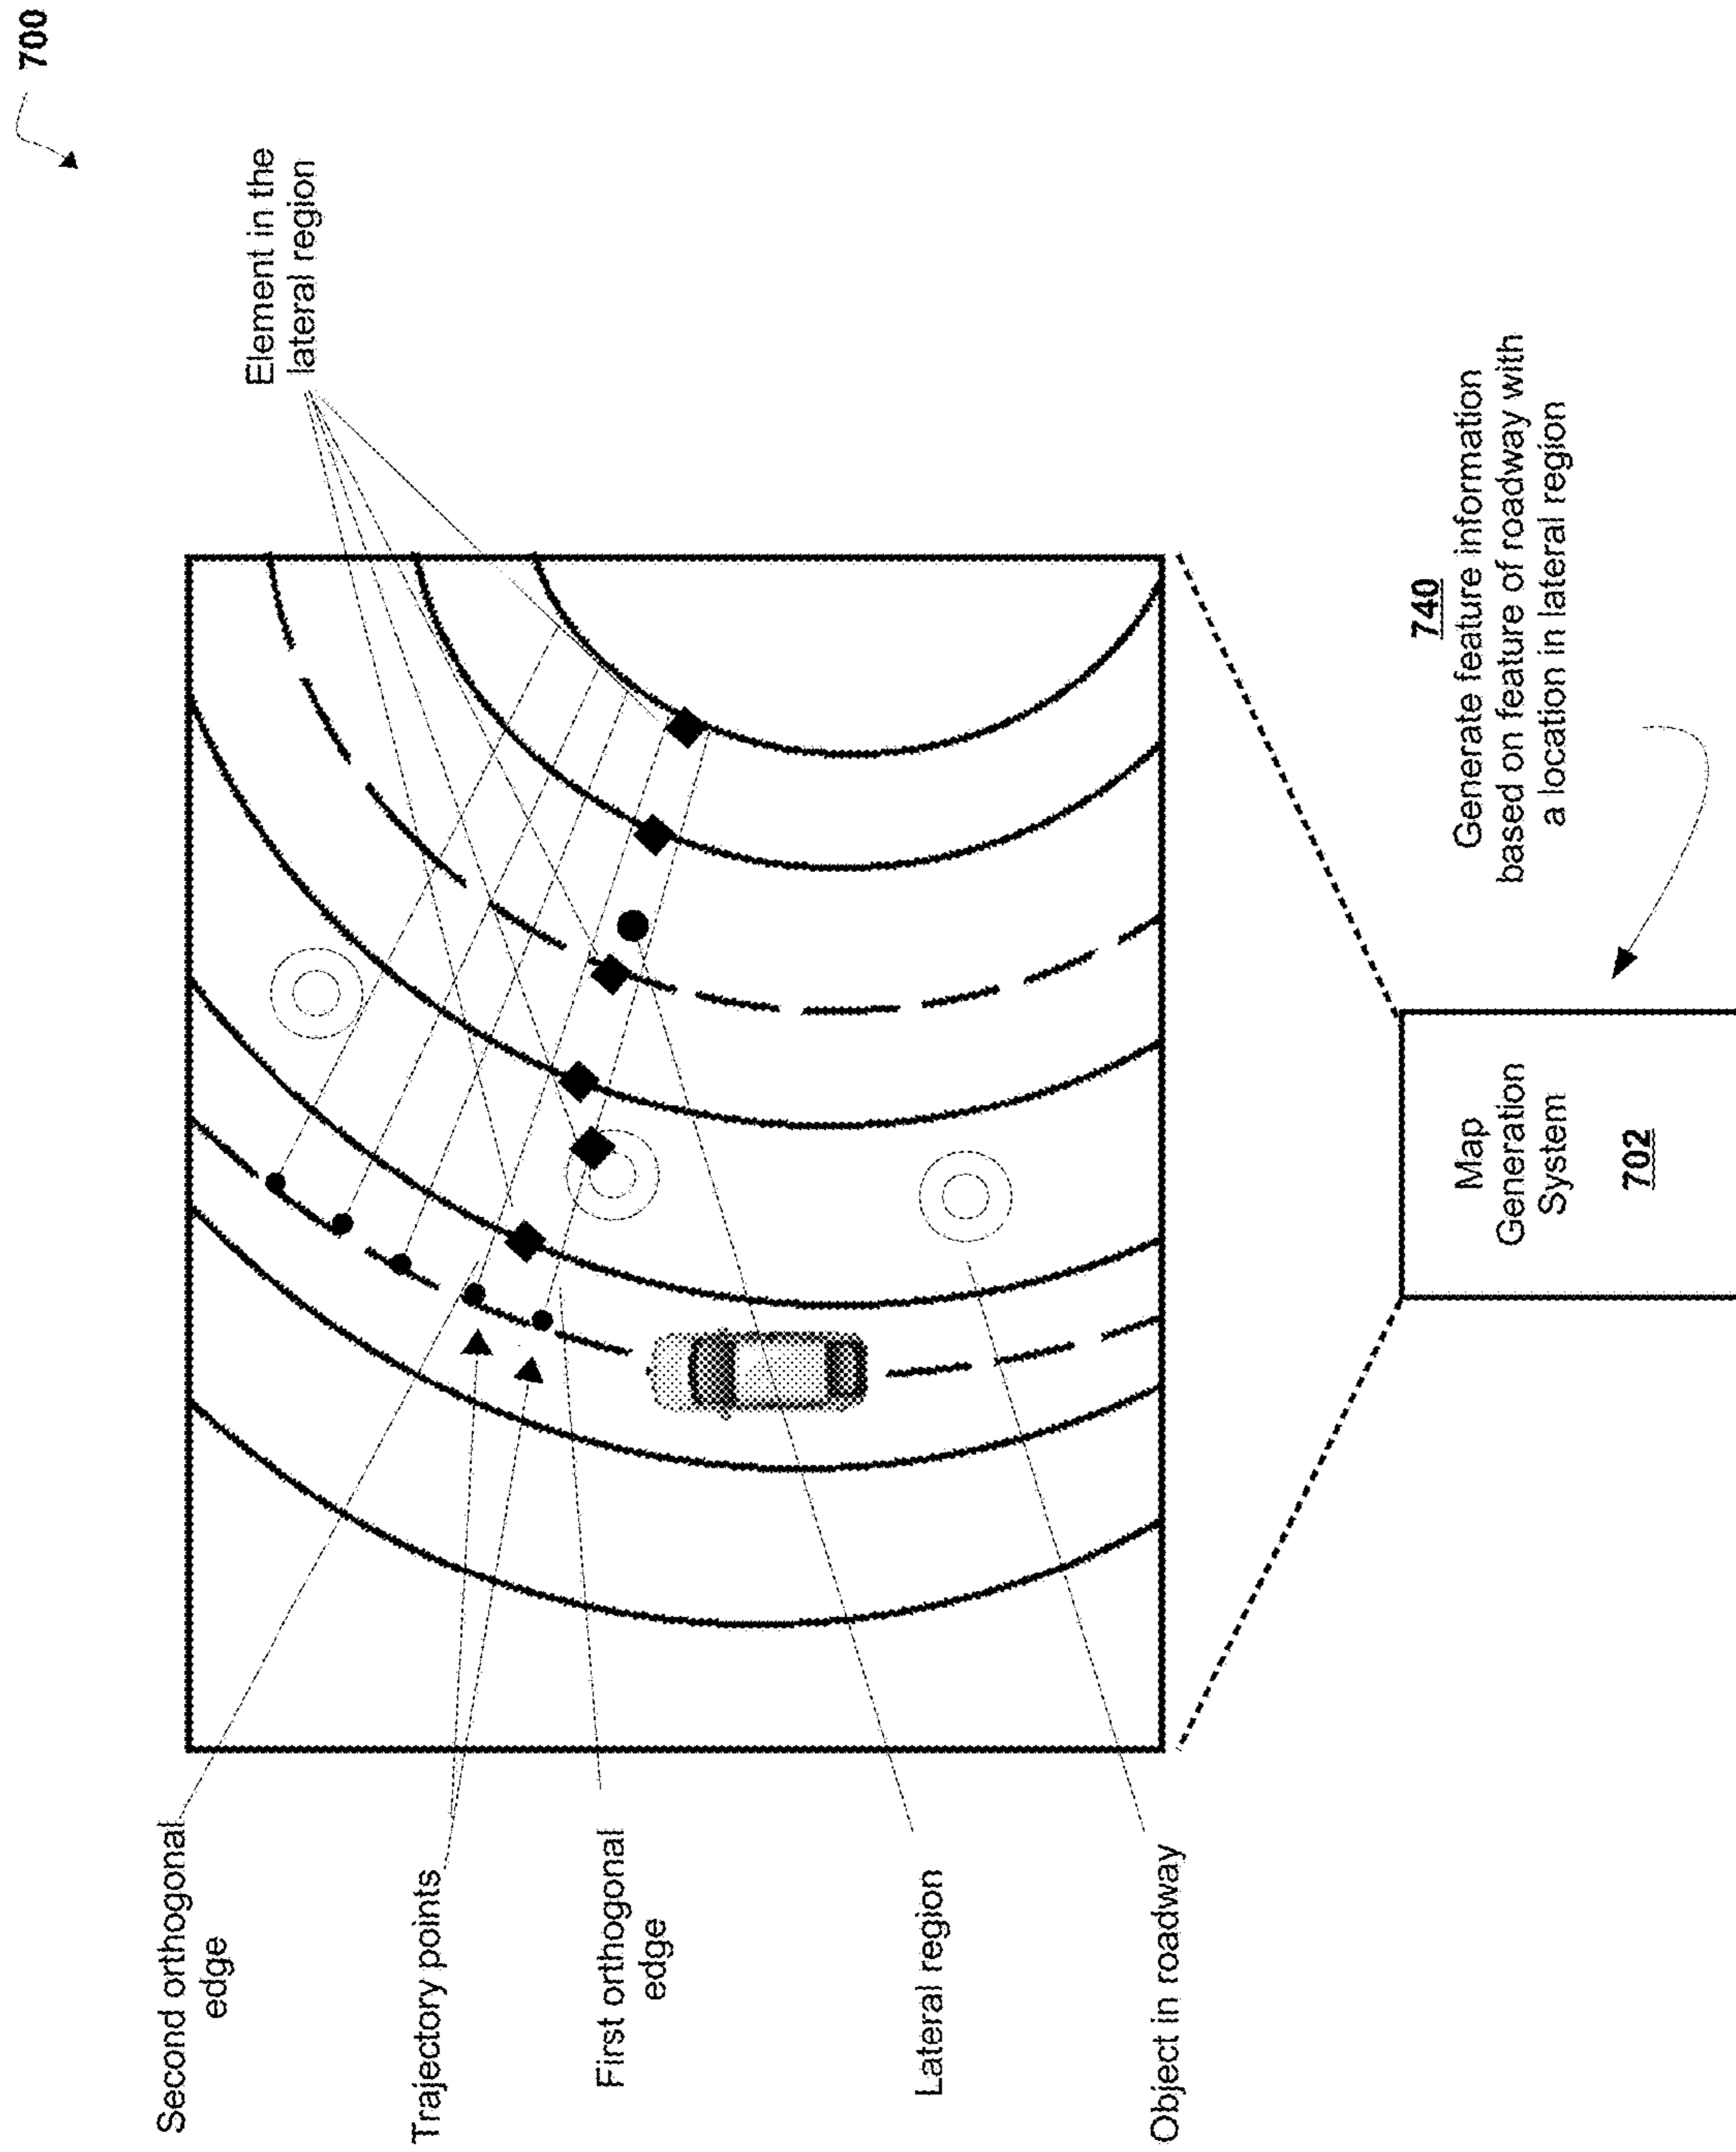 700
Element in the
lateral region
Second orthogonal
edge
Trajectory points
First orthogonal
edge
Lateral region
Object in roadway
740
Generate feature information
based on feature of roadway with
a location in lateral region
Map
Generation
System
702